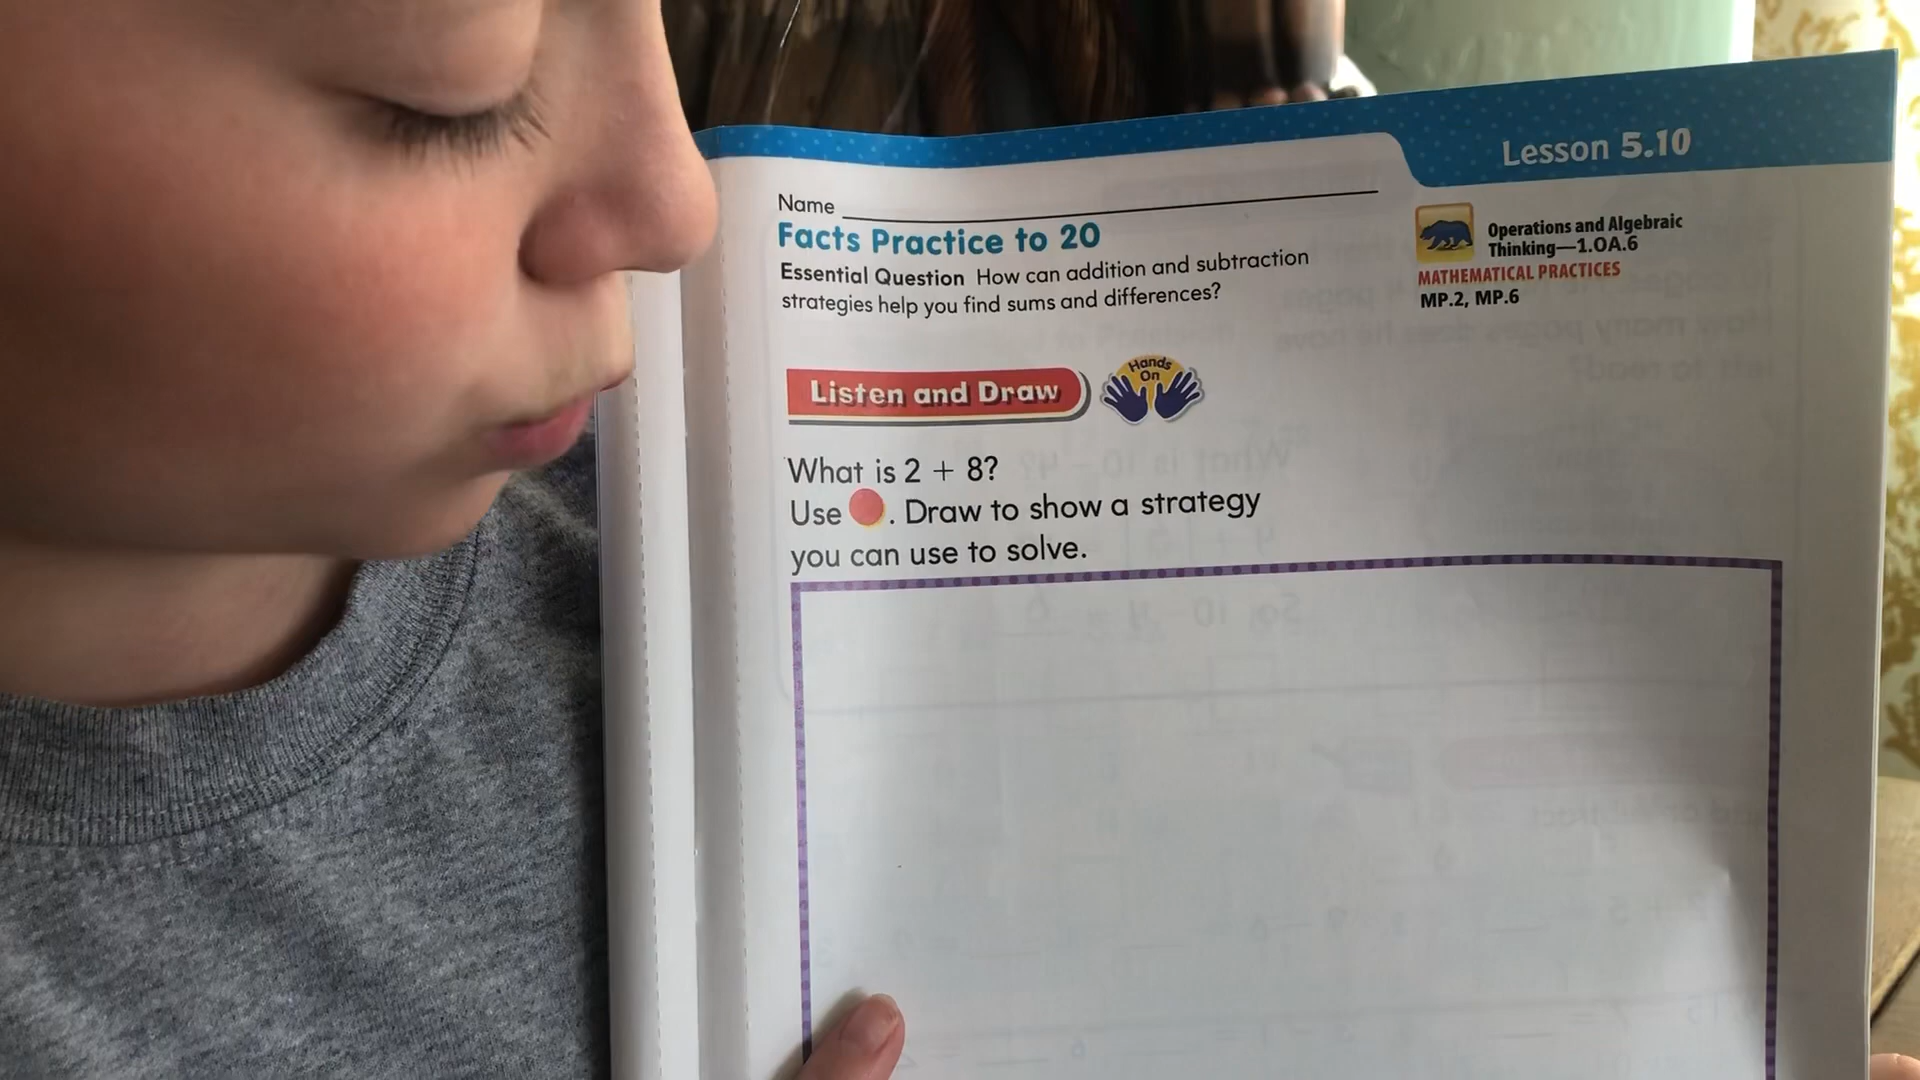 Lesson 5.10
Name
Facts Practice to 20
Essential Question How can addition and subtraction
strategies help you find sums and differences?
Operations and Algebraic
Thinking—1.OA.6
MATHEMATICAL PRACTICES
MP.2, MP.6
Listen and Draw
Hands
On
What is 2 + 8?
Use . Draw to show a strategy
you can use to solve.